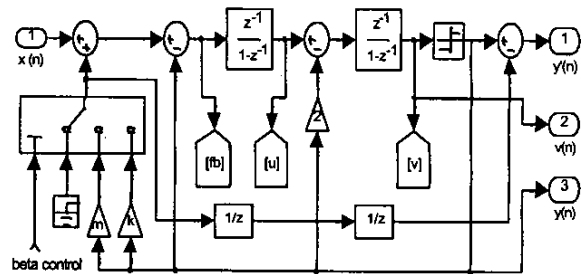 1
x (n)
z⁻¹
1-z⁻¹
z⁻¹
1-z⁻¹
1
y'(n)
2
2
v(n)
[fb]
[u]
[v]
3
y(n)
m
k
1/z
1/z
beta control